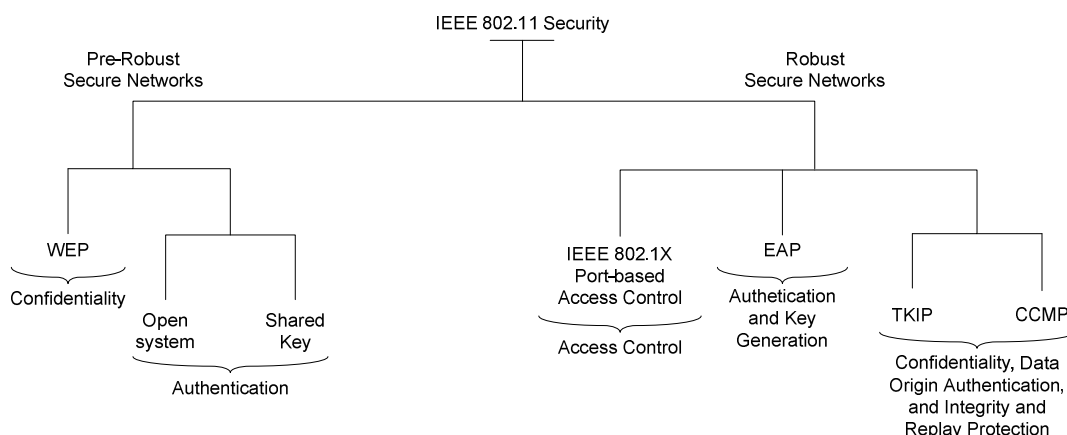 IEEE 802.11 Security
Pre-Robust
Secure Networks
Robust
Secure Networks
WEP
Confidentiality
Open
system
Shared
Key
Authentication
IEEE 802.1X
Port-based
Access Control
Access Control
EAP
Authetication
and Key
Generation
TKIP
CCMP
Confidentiality, Data
Origin Authentication,
and Integrity and
Replay Protection